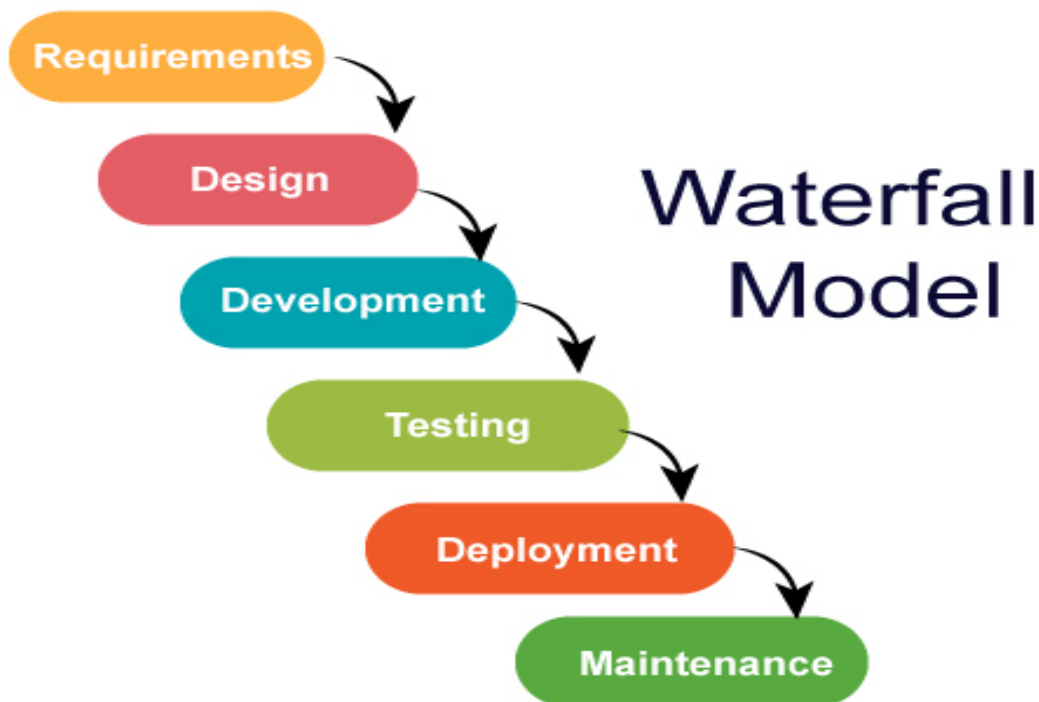 Requirements
Design
Development
Testing
Deployment
Maintenance
Waterfall
Model